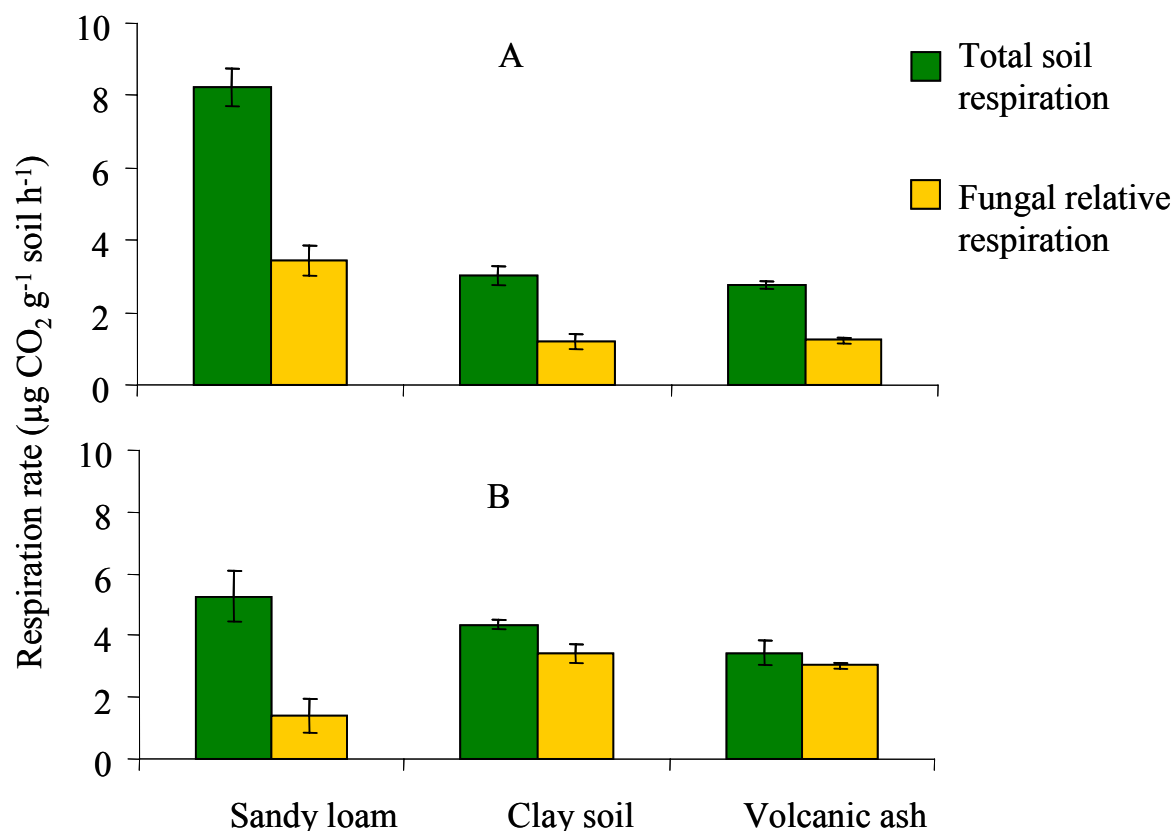 10
8
6
4
2
0
A
Total soil
respiration
Fungal relative
respiration
Respiration rate (µg CO₂ g⁻¹ soil h⁻¹)
10
8
6
4
2
0
B
Sandy loam
Clay soil
Volcanic ash